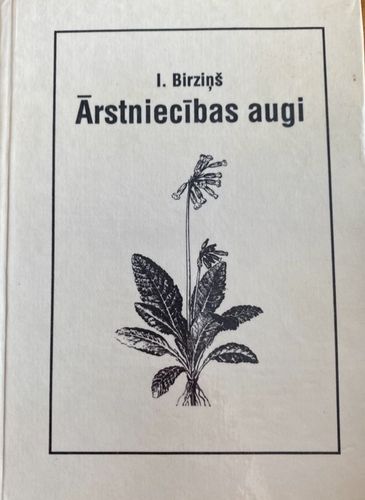 I. Birziņš
Ārstniecības augi